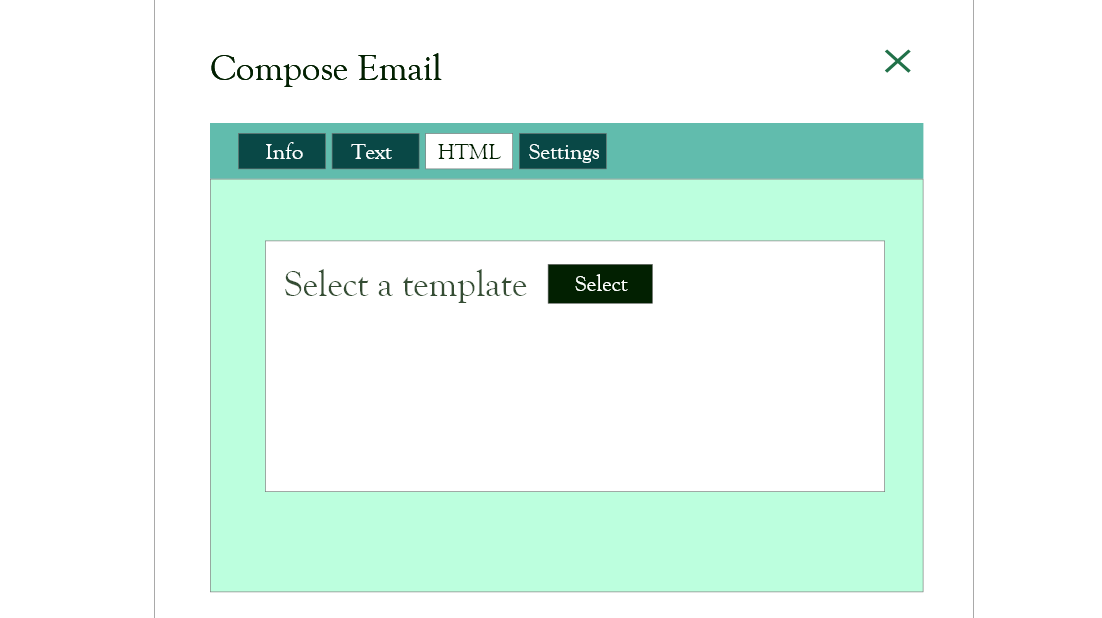 Compose Email
Info Text HTML Settings
Select a template Select